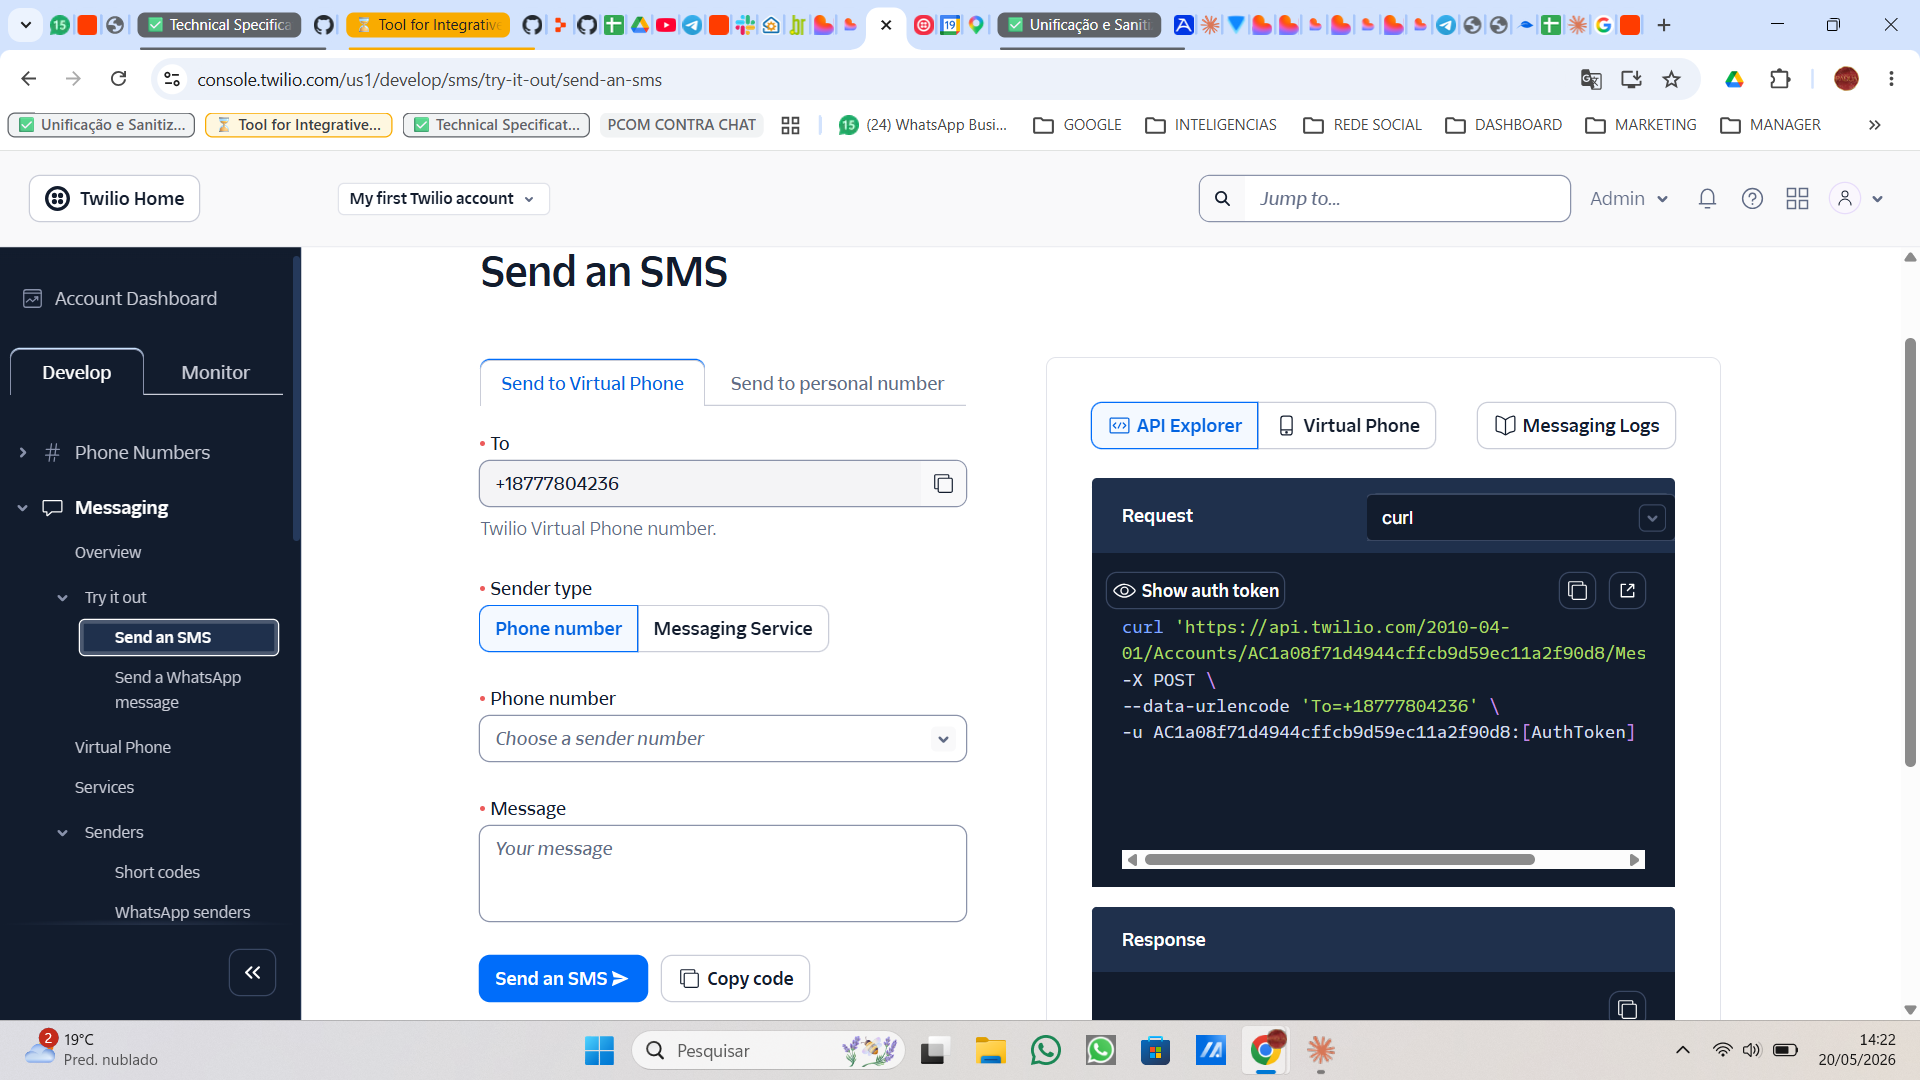 15
Technical Specifica
Tool for Integrative
19
Unificação e Saniti
console.twilio.com/us1/develop/sms/try-it-out/send-an-sms
Unificação e Sanitiz...
Tool for Integrative...
Technical Specificat...
PCOM CONTRA CHAT
15
(24) WhatsApp Busi...
GOOGLE
INTELIGENCIAS
REDE SOCIAL
DASHBOARD
MARKETING
MANAGER
Twilio Home
My first Twilio account
Jump to...
Admin
Account Dashboard
Develop
Monitor
# Phone Numbers
Messaging
Overview
Try it out
Send an SMS
Send a WhatsApp
message
Virtual Phone
Services
Senders
Short codes
WhatsApp senders
Send an SMS
Send to Virtual Phone
Send to personal number
• To
+18777804236
Twilio Virtual Phone number.
• Sender type
Phone number
Messaging Service
• Phone number
Choose a sender number
• Message
Your message
Send an SMS
Copy code
API Explorer
Virtual Phone
Messaging Logs
Request
curl
Show auth token
curl 'https://api.twilio.com/2010-04-
01/Accounts/AC1a08f71d4944cffcb9d59ec11a2f90d8/Mes
-X POST \
--data-urlencode 'To=+18777804236' \
-u AC1a08f71d4944cffcb9d59ec11a2f90d8:[AuthToken]
Response
2
19°C
Pred. nublado
Pesquisar
14:22
20/05/2026